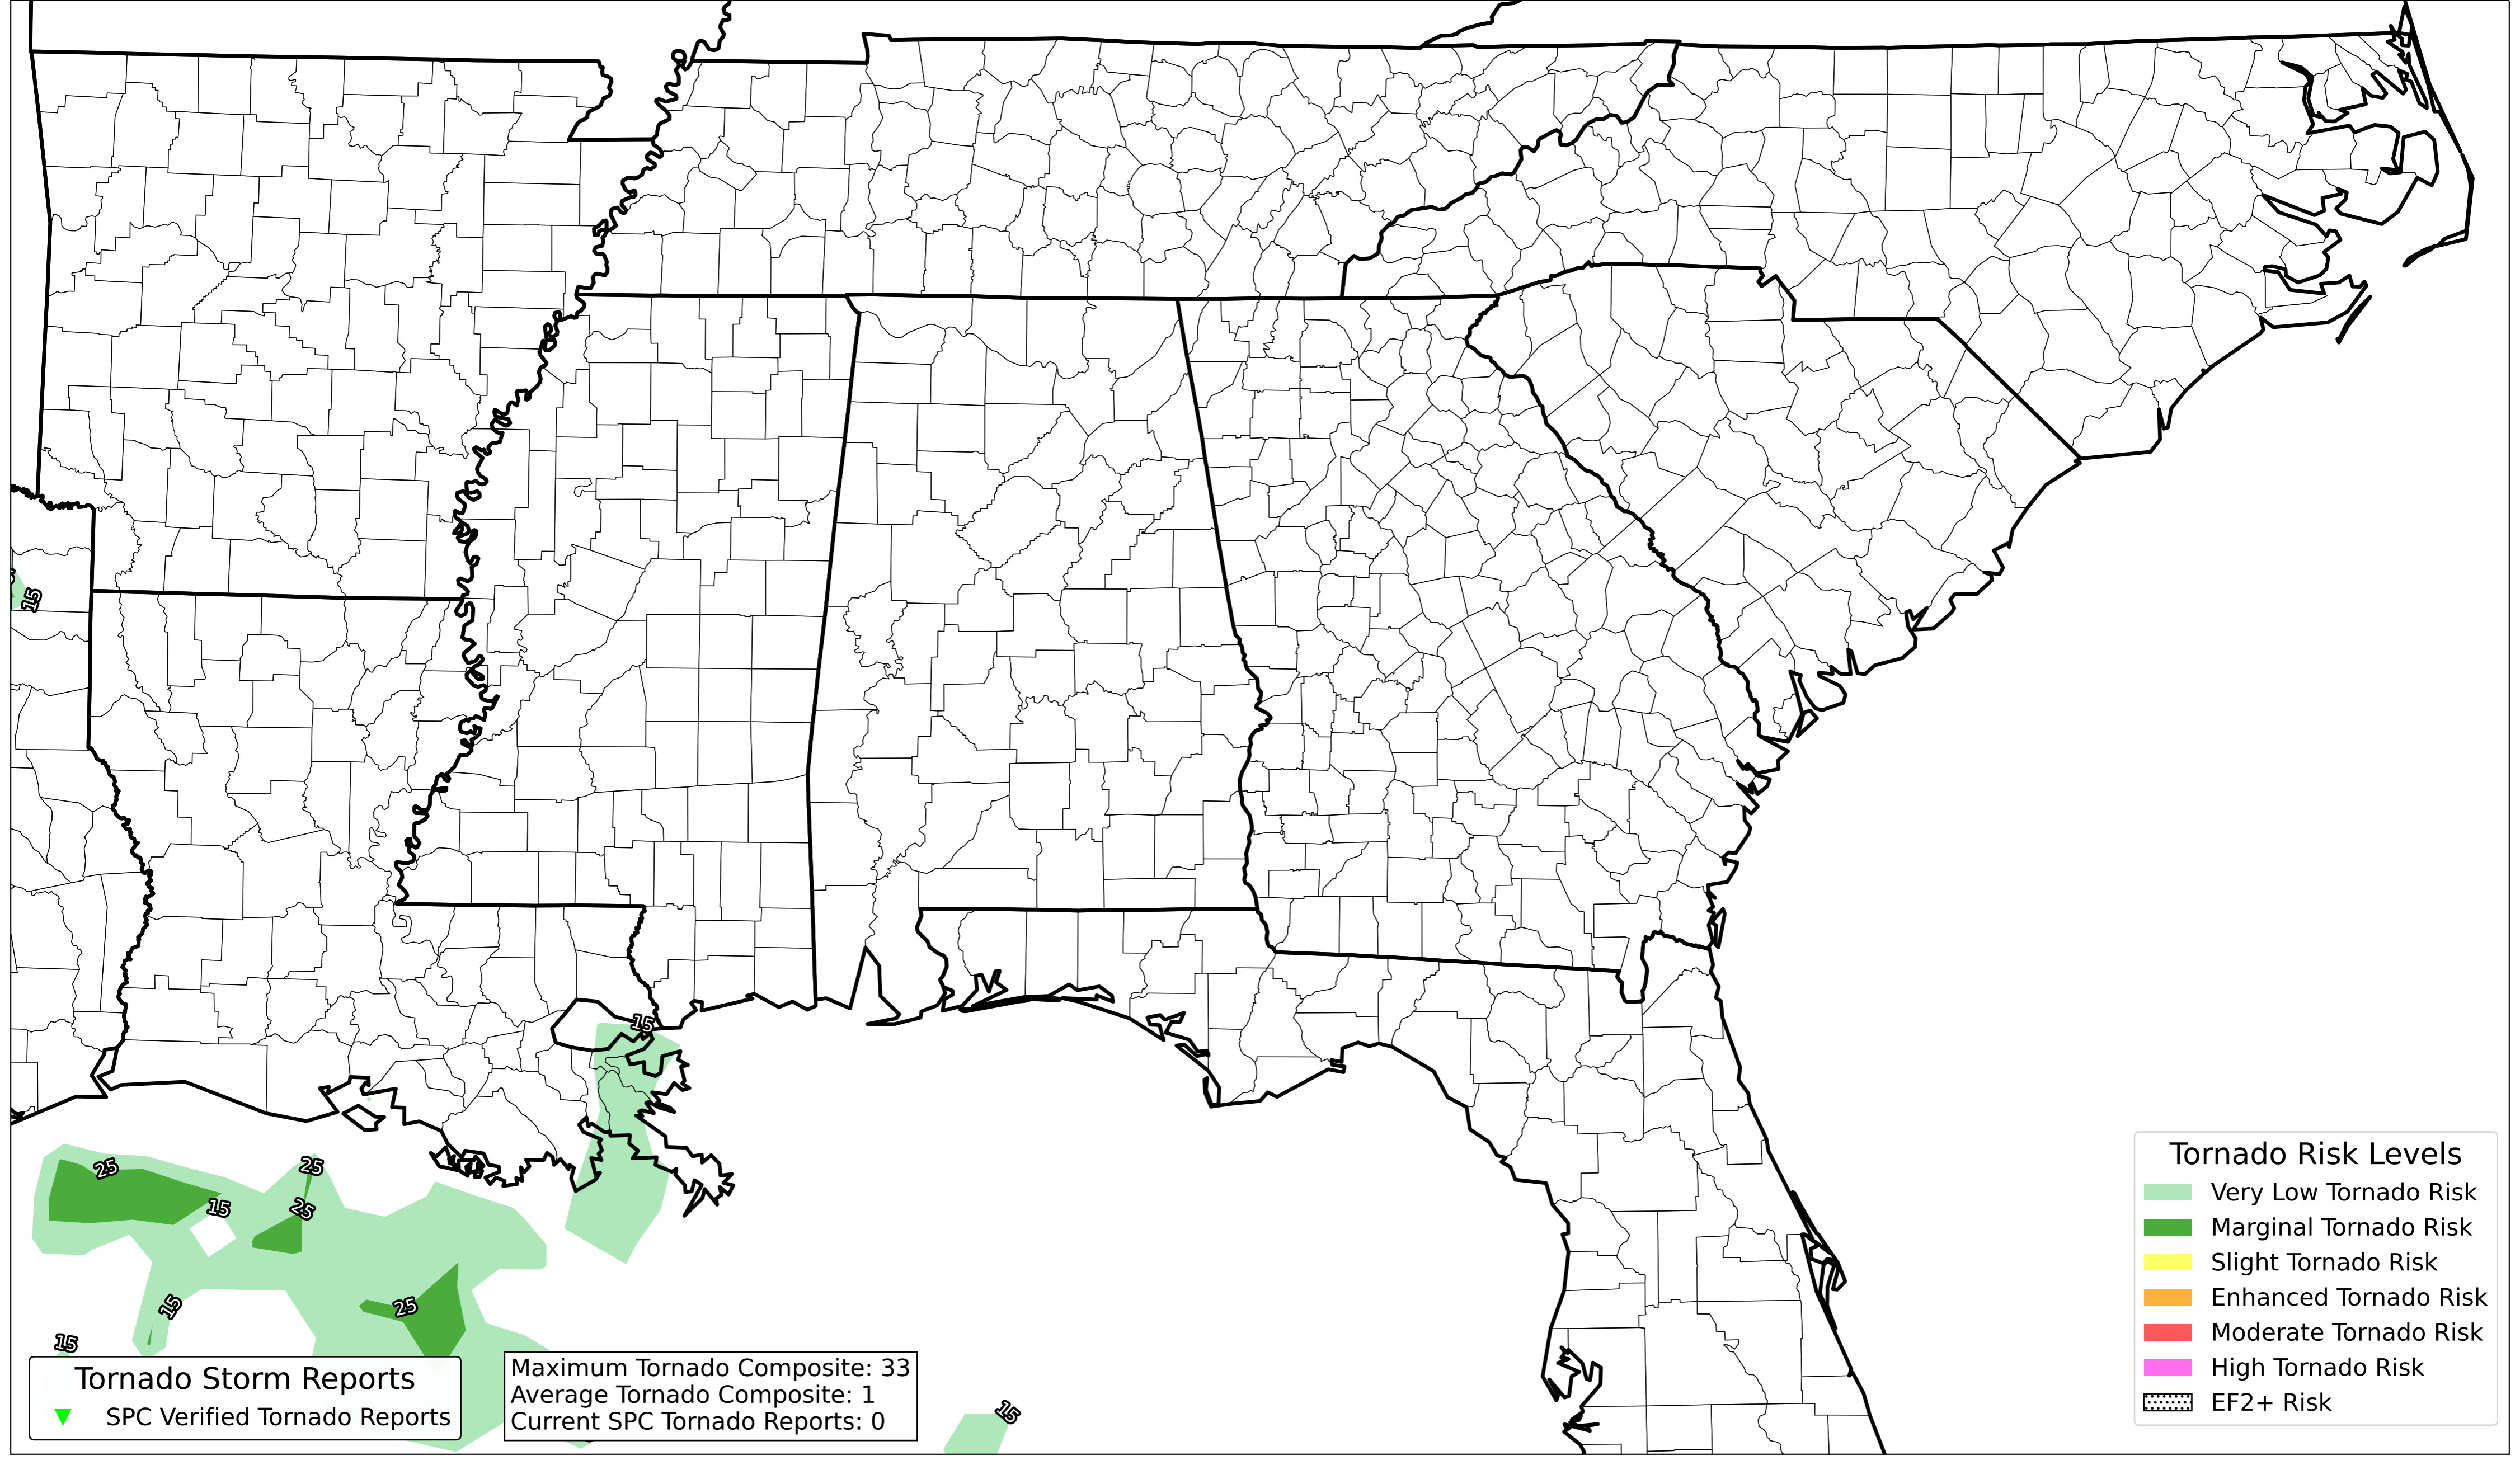 15
15
25
25
15
25
15
25
15
15
Tornado Storm Reports
SPC Verified Tornado Reports
Maximum Tornado Composite: 33
Average Tornado Composite: 1
Current SPC Tornado Reports: 0
Tornado Risk Levels
Very Low Tornado Risk
Marginal Tornado Risk
Slight Tornado Risk
Enhanced Tornado Risk
Moderate Tornado Risk
High Tornado Risk
EF2+ Risk